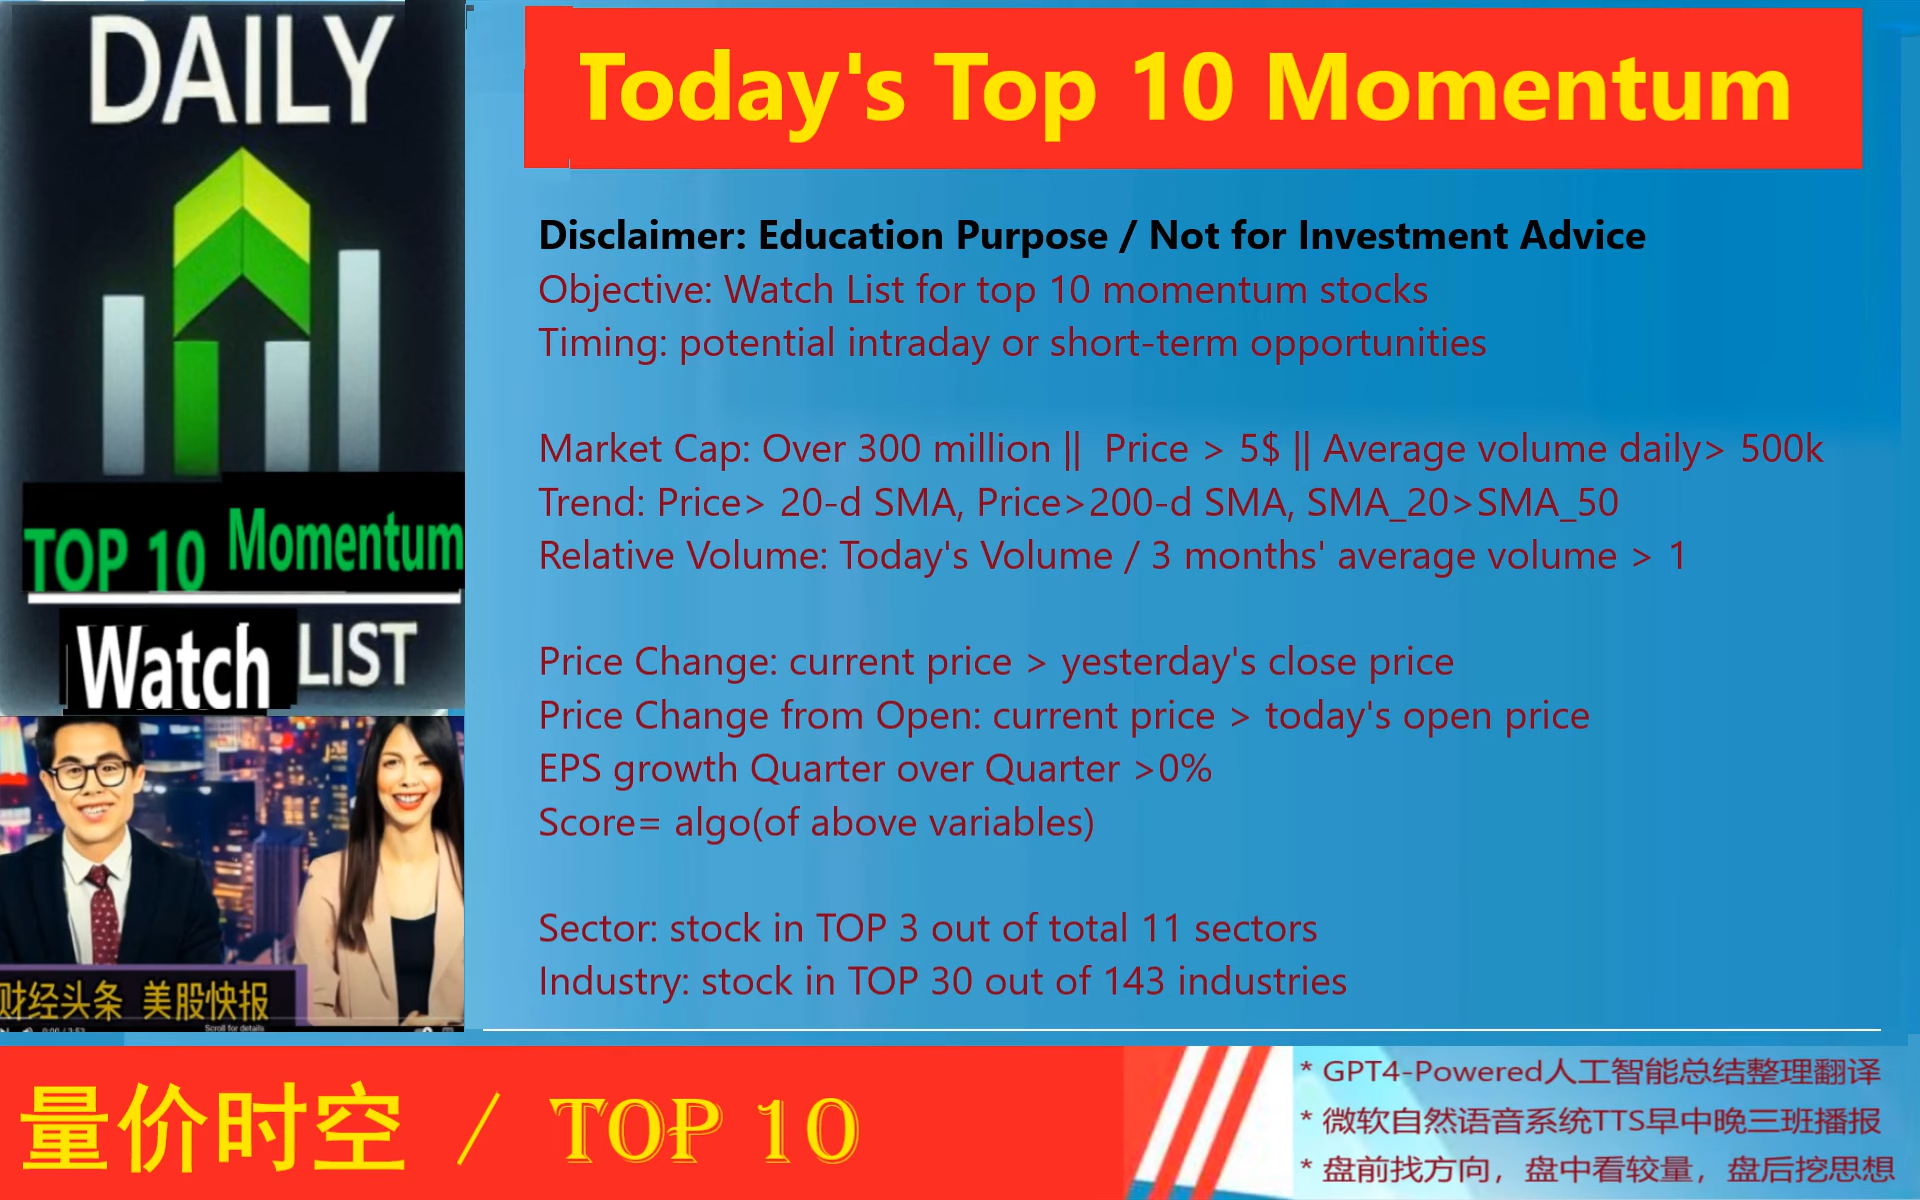 DAILY
TOP 10 Momentum
Watch LIST
财经头条 美股快报
Scroll for details
Today's Top 10 Momentum
Disclaimer: Education Purpose / Not for Investment Advice
Objective: Watch List for top 10 momentum stocks
Timing: potential intraday or short-term opportunities
Market Cap: Over 300 million || Price > 5$ || Average volume daily> 500k
Trend: Price> 20-d SMA, Price>200-d SMA, SMA_20>SMA_50
Relative Volume: Today's Volume / 3 months' average volume > 1
Price Change: current price > yesterday's close price
Price Change from Open: current price > today's open price
EPS growth Quarter over Quarter >0%
Score= algo(of above variables)
Sector: stock in TOP 3 out of total 11 sectors
Industry: stock in TOP 30 out of 143 industries
量价时空 / TOP 10
* GPT4-Powered人工智能总结整理翻译
* 微软自然语音系统TTS早中晚三班播报
* 盘前找方向，盘中看较量，盘后挖思想